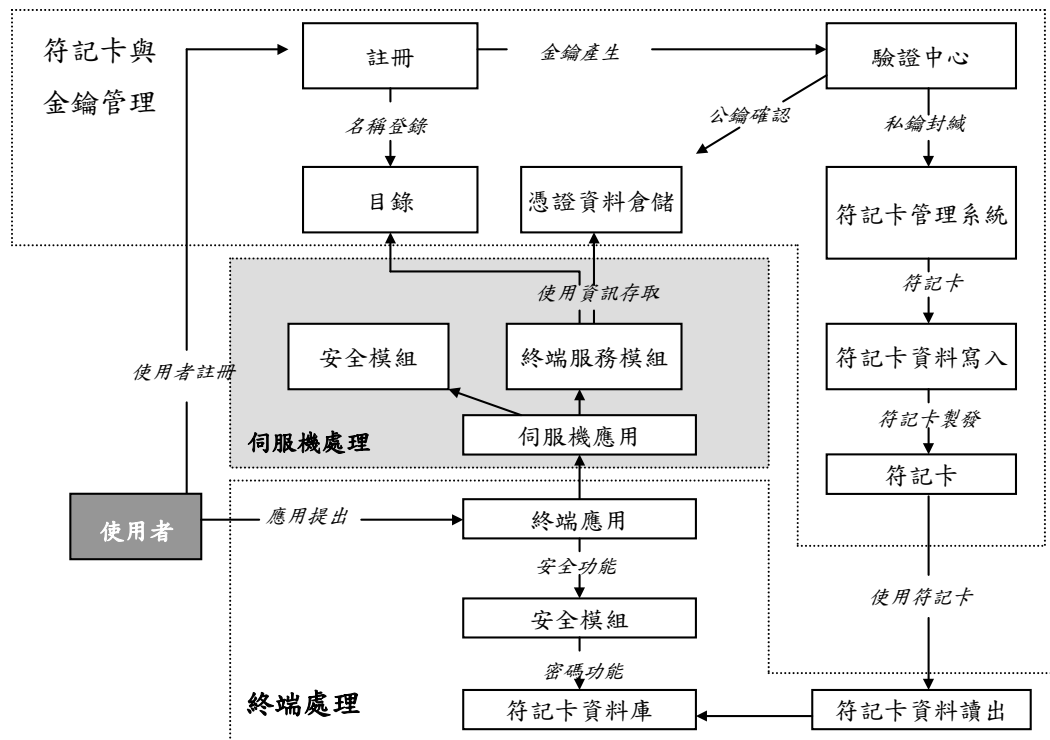 符記卡與
金鑰管理
註冊
金鑰產生
驗證中心
名稱登錄
公鑰確認
私鑰封緘
目錄
憑證資料倉儲
符記卡管理系統
使用資訊存取
符記卡
安全模組
終端服務模組
符記卡資料寫入
使用者註冊
符記卡製發
伺服機處理
伺服機應用
符記卡
使用者
應用提出
終端應用
安全功能
使用符記卡
安全模組
密碼功能
終端處理
符記卡資料庫
符記卡資料讀出